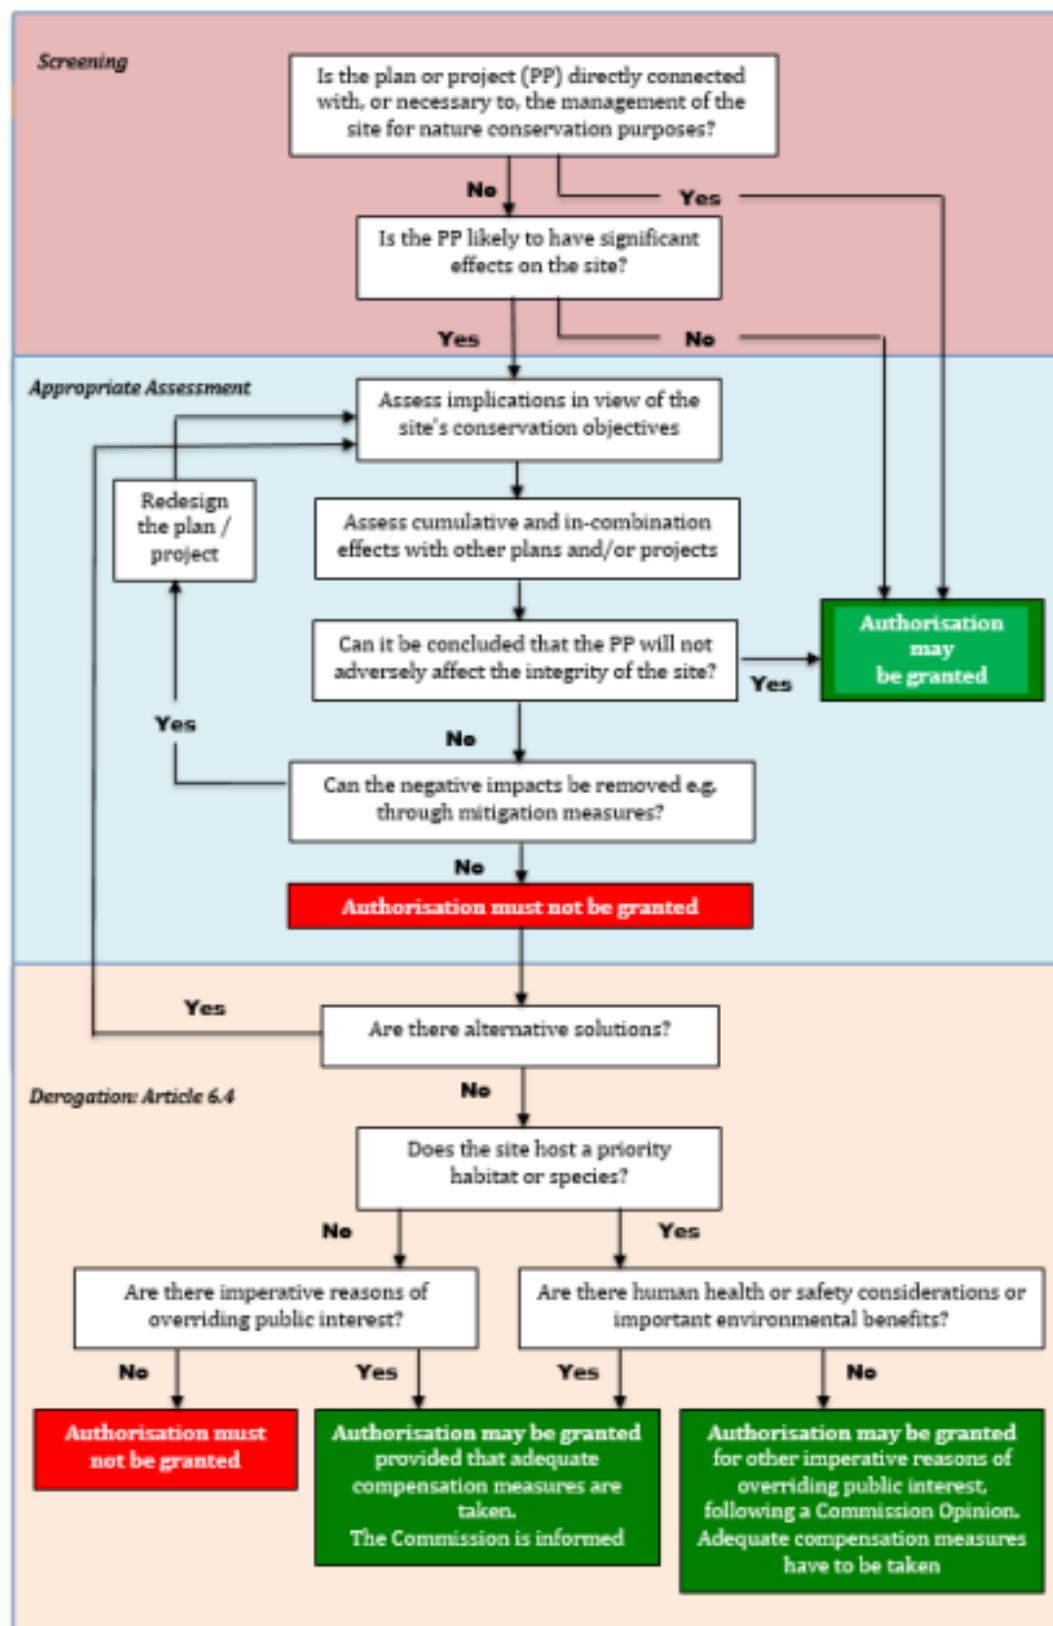 Screening
Is the plan or project (PP) directly connected
with, or necessary to, the management of the
site for nature conservation purposes?
No
Yes
Is the PP likely to have significant
effects on the site?
Yes
No
Appropriate Assessment
Assess implications in view of the
site's conservation objectives
Redesign
the plan /
project
Assess cumulative and in-combination
effects with other plans and/or projects
Can it be concluded that the PP will not
adversely affect the integrity of the site?
Yes
Authorisation
may
be granted
Yes
No
Can the negative impacts be removed e.g.
through mitigation measures?
No
Authorisation must not be granted
Yes
Are there alternative solutions?
No
Derogation: Article 6.4
Does the site host a priority
habitat or species?
No
Yes
Are there imperative reasons of
overriding public interest?
Are there human health or safety considerations or
important environmental benefits?
No
Yes
Yes
No
Authorisation must
not be granted
Authorisation may be granted
provided that adequate
compensation measures are
taken.
The Commission is informed
Authorisation may be granted
for other imperative reasons of
overriding public interest,
following a Commission Opinion.
Adequate compensation measures
have to be taken